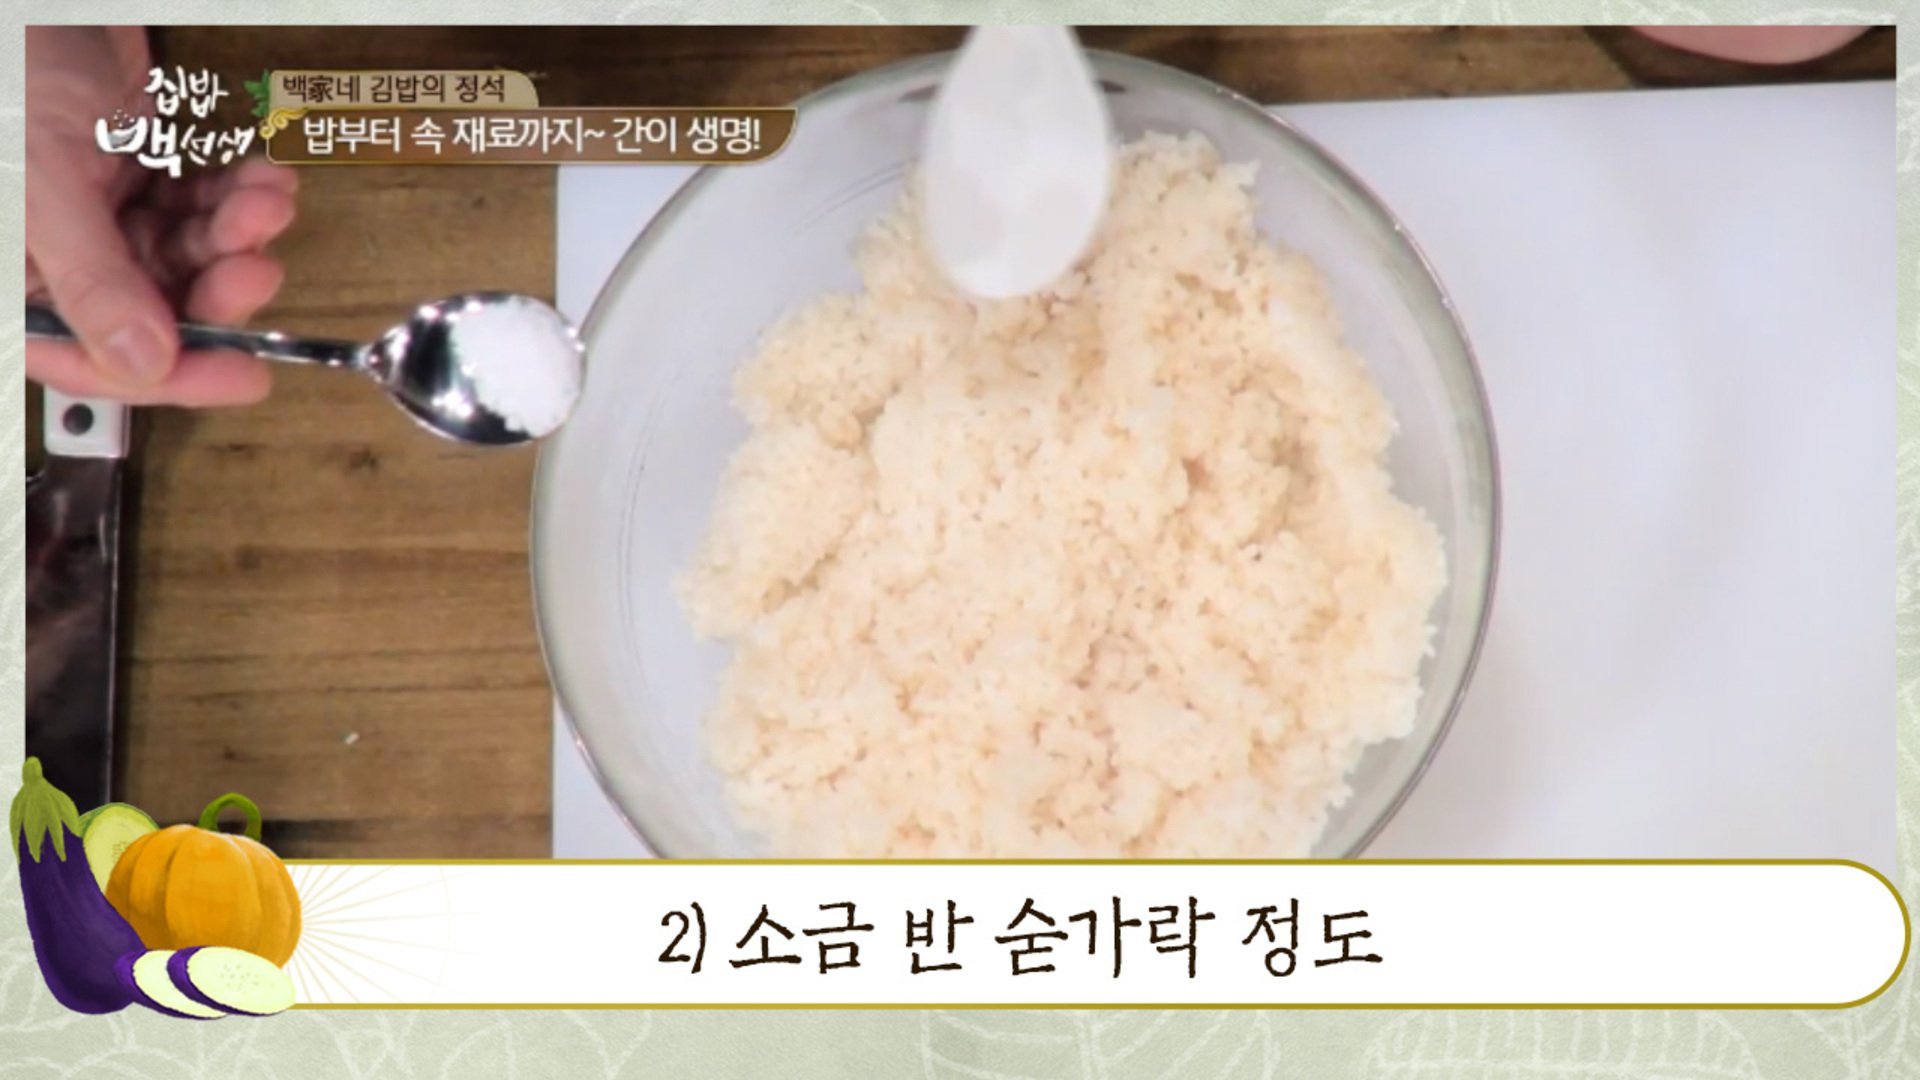 집밥
백선생
백家네 김밥의 정석
밥부터 속 재료까지~ 간이 생명!
2) 소금 반 숟가락 정도